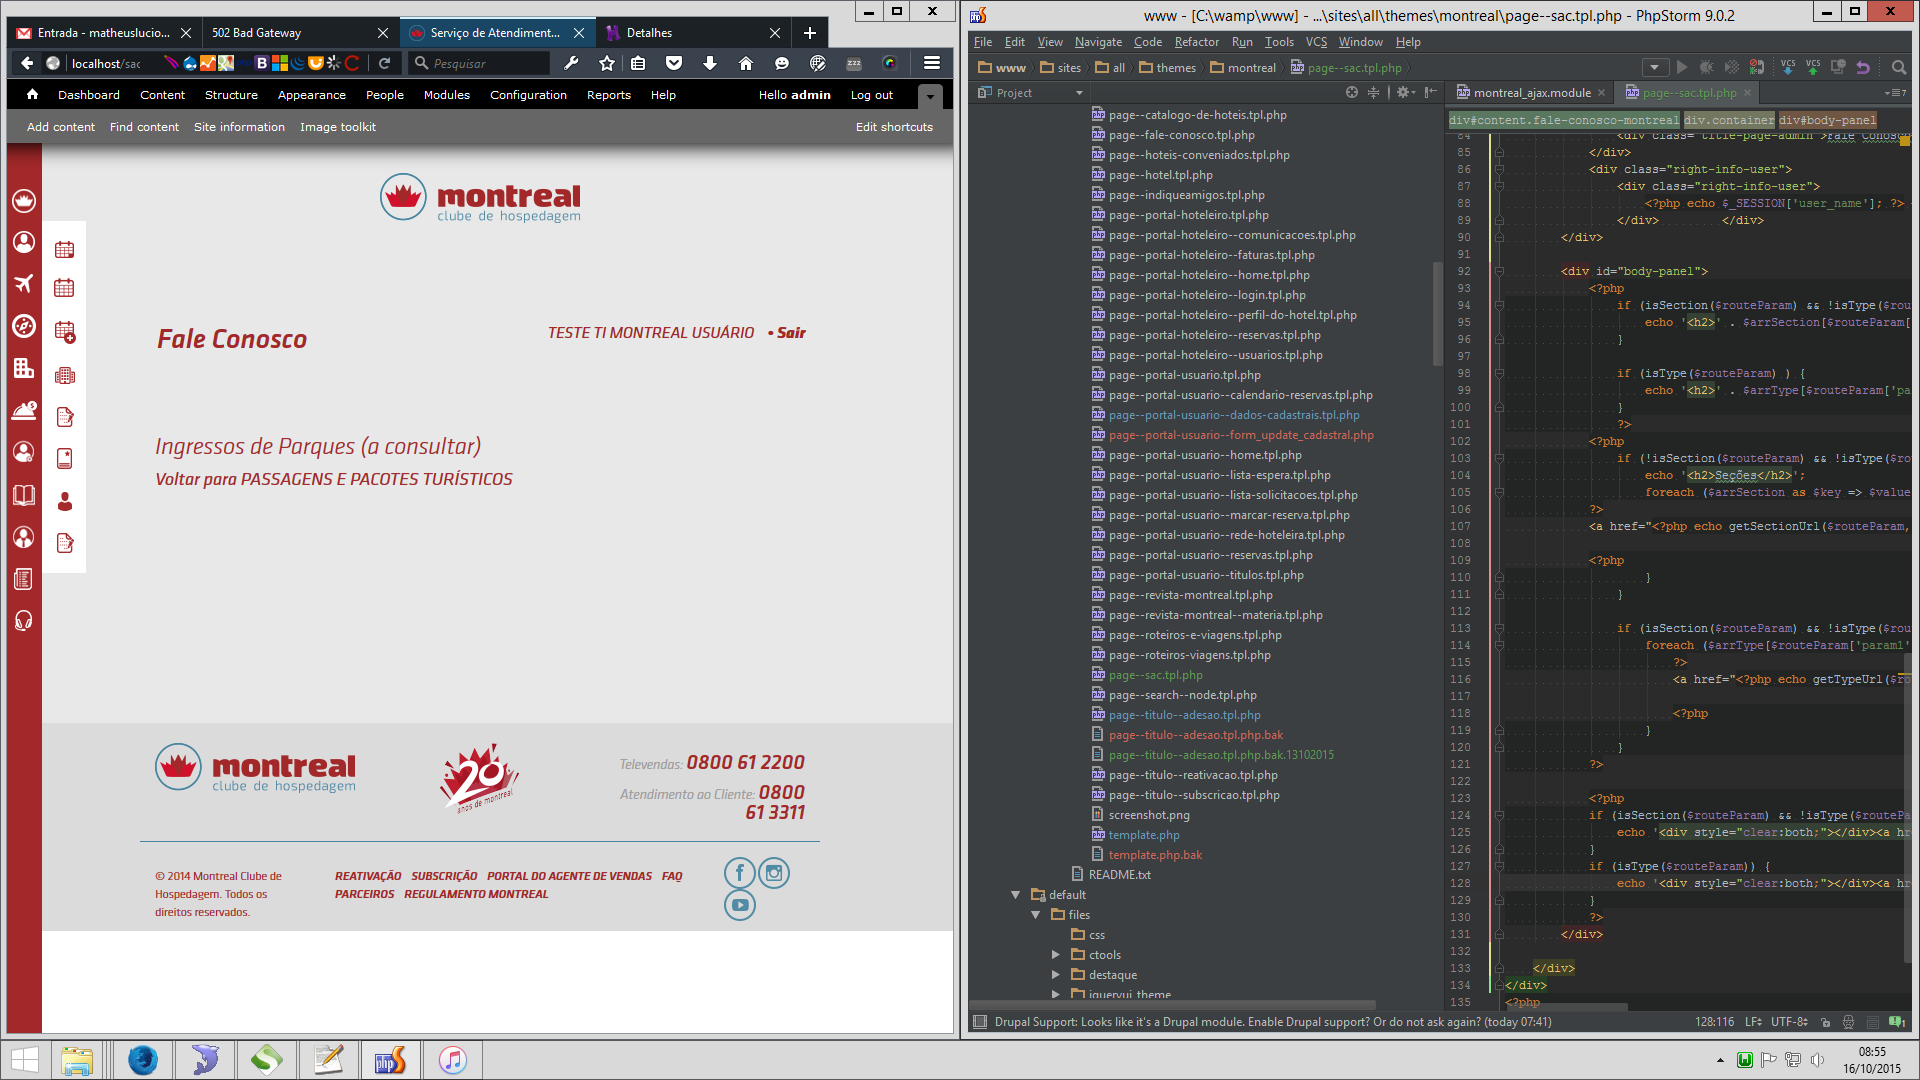 Entrada - matheuslucio...
502 Bad Gateway
Serviço de Atendiment...
Detalhes
localhost/sac
Pesquisar
Dashboard Content Structure Appearance People Modules Configuration Reports Help
Hello admin Log out
Add content Find content Site information Image toolkit
Edit shortcuts
montreal
clube de hospedagem
Fale Conosco
TESTE TI MONTREAL USUÁRIO • Sair
Ingressos de Parques (a consultar)
Voltar para PASSAGENS E PACOTES TURÍSTICOS
montreal
clube de hospedagem
20
anos de montreal
Televendas: 0800 61 2200
Atendimento ao Cliente: 0800
61 3311
© 2014 Montreal Clube de
Hospedagem. Todos os
direitos reservados.
REATIVAÇÃO SUBSCRIÇÃO PORTAL DO AGENTE DE VENDAS FAQ
PARCEIROS REGULAMENTO MONTREAL
www - [C:\wamp\www] - ...\sites\all\themes\montreal\page--sac.tpl.php - PhpStorm 9.0.2
File Edit View Navigate Code Refactor Run Tools VCS Window Help
www sites all themes montreal page--sac.tpl.php
Project
page--catalogo-de-hoteis.tpl.php
page--fale-conosco.tpl.php
page--hoteis-conveniados.tpl.php
page--hotel.tpl.php
page--indiqueamigos.tpl.php
page--portal-hoteleiro.tpl.php
page--portal-hoteleiro--comunicacoes.tpl.php
page--portal-hoteleiro--faturas.tpl.php
page--portal-hoteleiro--home.tpl.php
page--portal-hoteleiro--login.tpl.php
page--portal-hoteleiro--perfil-do-hotel.tpl.php
page--portal-hoteleiro--reservas.tpl.php
page--portal-hoteleiro--usuarios.tpl.php
page--portal-usuario.tpl.php
page--portal-usuario--calendario-reservas.tpl.php
page--portal-usuario--dados-cadastrais.tpl.php
page--portal-usuario--form_update_cadastral.php
page--portal-usuario--home.tpl.php
page--portal-usuario--lista-espera.tpl.php
page--portal-usuario--lista-solicitacoes.tpl.php
page--portal-usuario--marcar-reserva.tpl.php
page--portal-usuario--rede-hoteleira.tpl.php
page--portal-usuario--reservas.tpl.php
page--portal-usuario--titulos.tpl.php
page--revista-montreal.tpl.php
page--revista-montreal--materia.tpl.php
page--roteiros-e-viagens.tpl.php
page--roteiros-viagens.tpl.php
page--sac.tpl.php
page--search--node.tpl.php
page--titulo--adesao.tpl.php
page--titulo--adesao.tpl.php.bak
page--titulo--adesao.tpl.php.bak.13102015
page--titulo--reativacao.tpl.php
page--titulo--subscricao.tpl.php
screenshot.png
template.php
template.php.bak
README.txt
default
files
css
ctools
destaque
jqueryui_theme
montreal_ajax.module
page--sac.tpl.php
div#content.fale-conosco-montreal div.container div#body-panel
84 <div class="title-page-admin">Fale Conosco
85 </div>
86 <div class="right-info-user">
87 <div class="right-info-user">
88 <?php echo $_SESSION['user_name']; ?>
89 </div> </div>
90 </div>
91
92 <div id="body-panel">
93 <?php
94 if (isSection($routeParam) && !isType($rou
95 echo '<h2>' . $arrSection[$routeParam[
96 }
97
98 if (isType($routeParam) ) {
99 echo '<h2>' . $arrType[$routeParam['pa
100 }
101 ?>
102 <?php
103 if (!isSection($routeParam) && !isType($ro
104 echo '<h2>Seções</h2>';
105 foreach ($arrSection as $key => $value
106 ?>
107 <a href="<?php echo getSectionUrl($routeParam,
108
109 <?php
110 }
111 }
112
113 if (isSection($routeParam) && !isType($rou
114 foreach ($arrType[$routeParam['param1'
115 ?>
116 <a href="<?php echo getTypeUrl($ro
117
118 <?php
119 }
120 }
121 ?>
122
123 <?php
124 if (isSection($routeParam) && !isType($routePa
125 echo '<div style="clear:both;"></div><a hr
126 }
127 if (isType($routeParam)) {
128 echo '<div style="clear:both;"></div><a hr
129 }
130 ?>
131 </div>
132
133 </div>
134 </div>
135 <?php
Drupal Support: Looks like it's a Drupal module. Enable Drupal support? Or do not ask again? (today 07:41)
128:116 LF UTF-8
08:55
16/10/2015